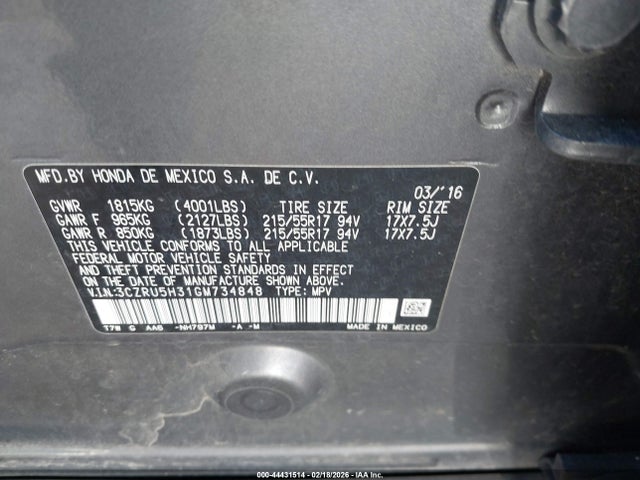 MFD.BY HONDA DE MEXICO S.A. DE C.V. 03/'16
GVWR 1815KG (4001LBS) TIRE SIZE RIM SIZE
GAWR F 965KG (2127LBS) 215/55R17 94V 17X7.5J
GAWR R 850KG (1873LBS) 215/55R17 94V 17X7.5J
THIS VEHICLE CONFORMS TO ALL APPLICABLE
FEDERAL MOTOR VEHICLE SAFETY
AND THEFT PREVENTION STANDARDS IN EFFECT
ON THE DATE OF MANUFACTURE SHOWN ABOVE.
V.I.N:3CZRU5H31GM734848 TYPE: MPV
T7W G AA6 -NH797M -A -M MADE IN MEXICO
000-44431514 - 02/18/2026 - IAA Inc.